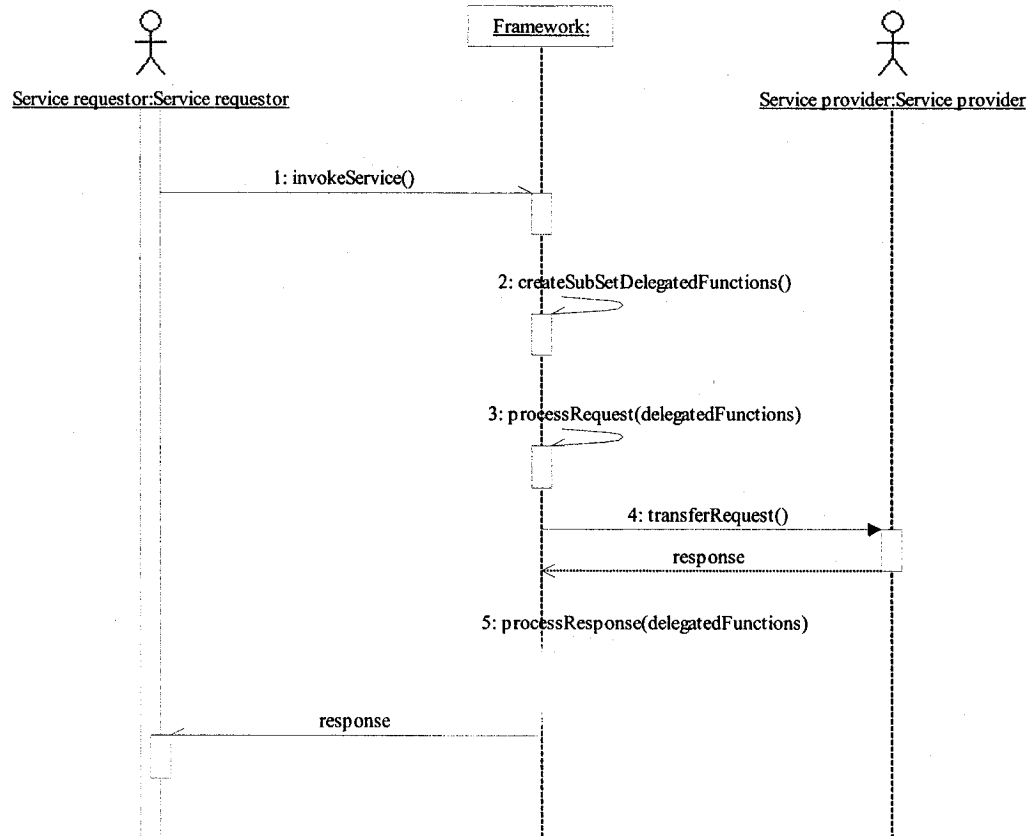 Framework:
Service requestor:Service requestor
Service provider:Service provider
1: invokeService()
2: createSubSetDelegatedFunctions()
3: processRequest(delegatedFunctions)
4: transferRequest()
response
5: processResponse(delegatedFunctions)
response